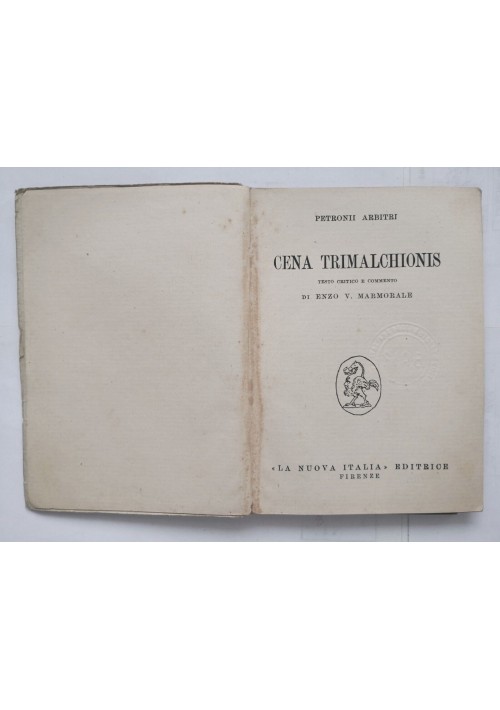 PETRONII ARBITRI
CENA TRIMALCHIONIS
TESTO CRITICO E COMMENTO
DI ENZO V. MARMORALE
«LA NUOVA ITALIA» EDITRICE
FIRENZE